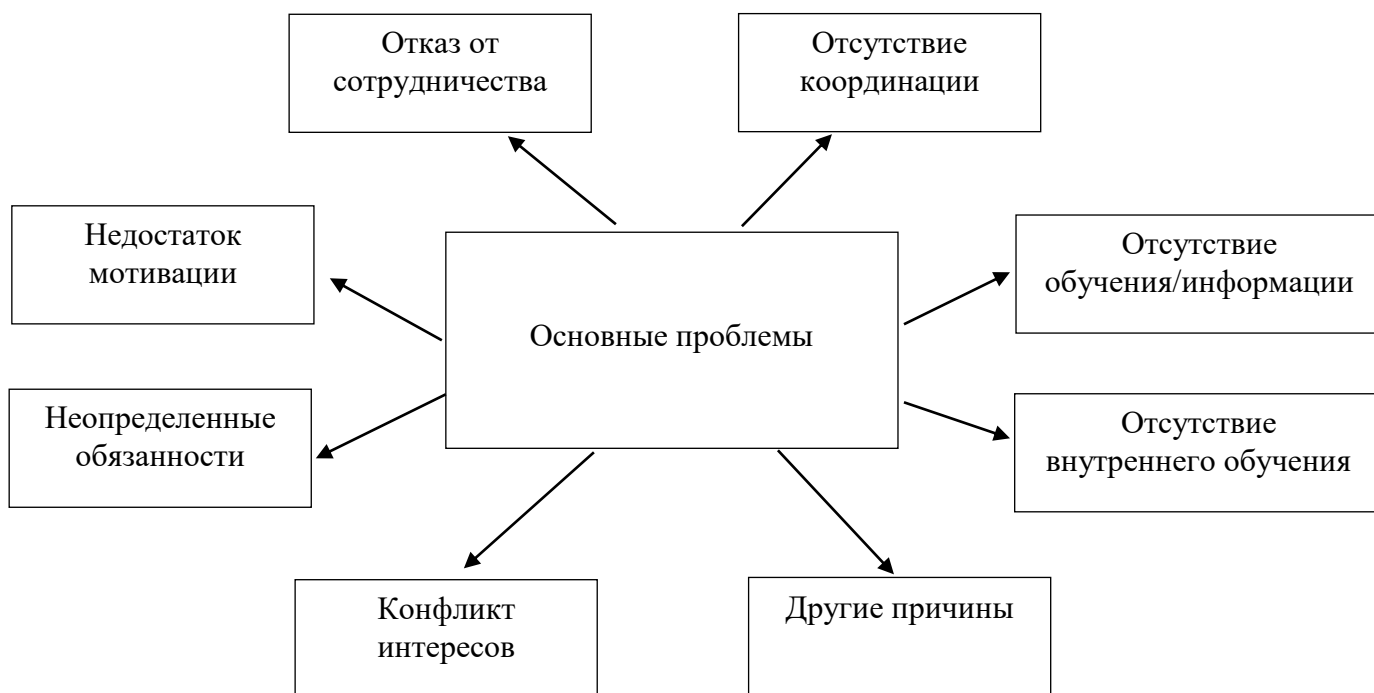 Отказ от
сотрудничества
Отсутствие
координации
Недостаток
мотивации
Отсутствие
обучения/информации
Основные проблемы
Неопределенные
обязанности
Отсутствие
внутреннего обучения
Конфликт
интересов
Другие причины